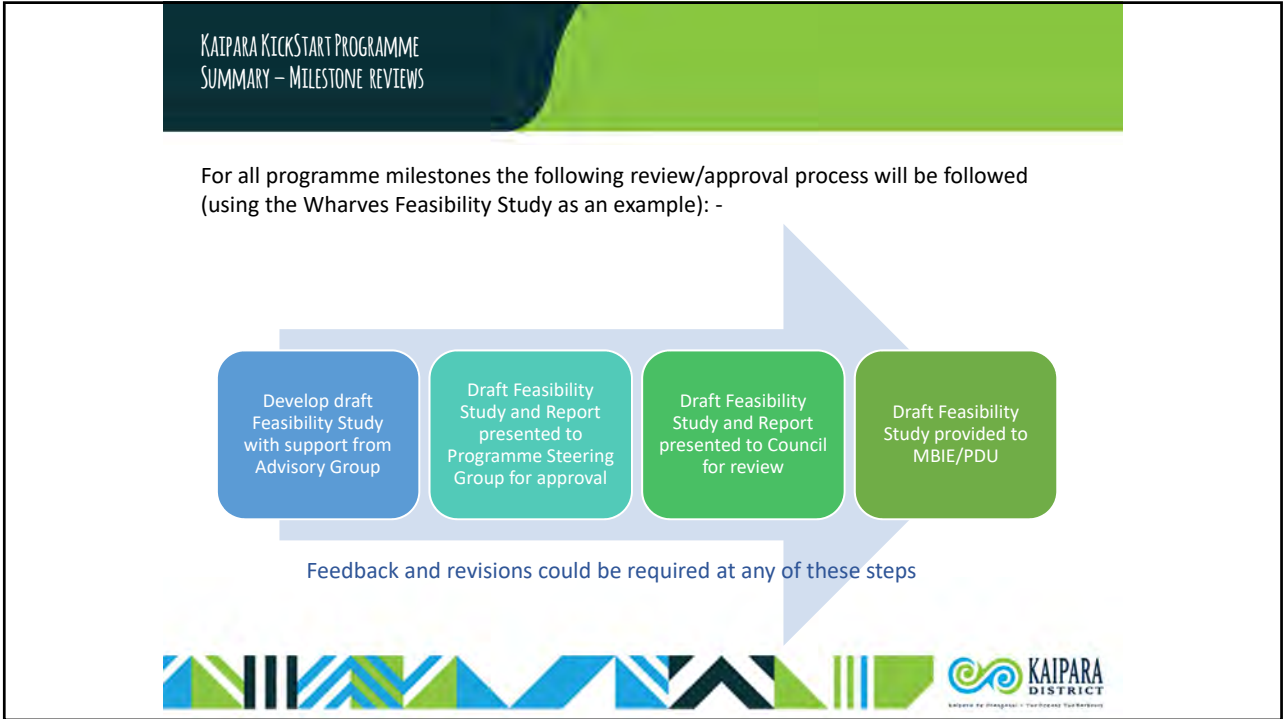 KAIPARA KICKSTART PROGRAMME
SUMMARY – MILESTONE REVIEWS
For all programme milestones the following review/approval process will be followed
(using the Wharves Feasibility Study as an example): -
Develop draft
Feasibility Study
with support from
Advisory Group
Draft Feasibility
Study and Report
presented to
Programme Steering
Group for approval
Draft Feasibility
Study and Report
presented to Council
for review
Draft Feasibility
Study provided to
MBIE/PDU
Feedback and revisions could be required at any of these steps
KAIPARA
DISTRICT